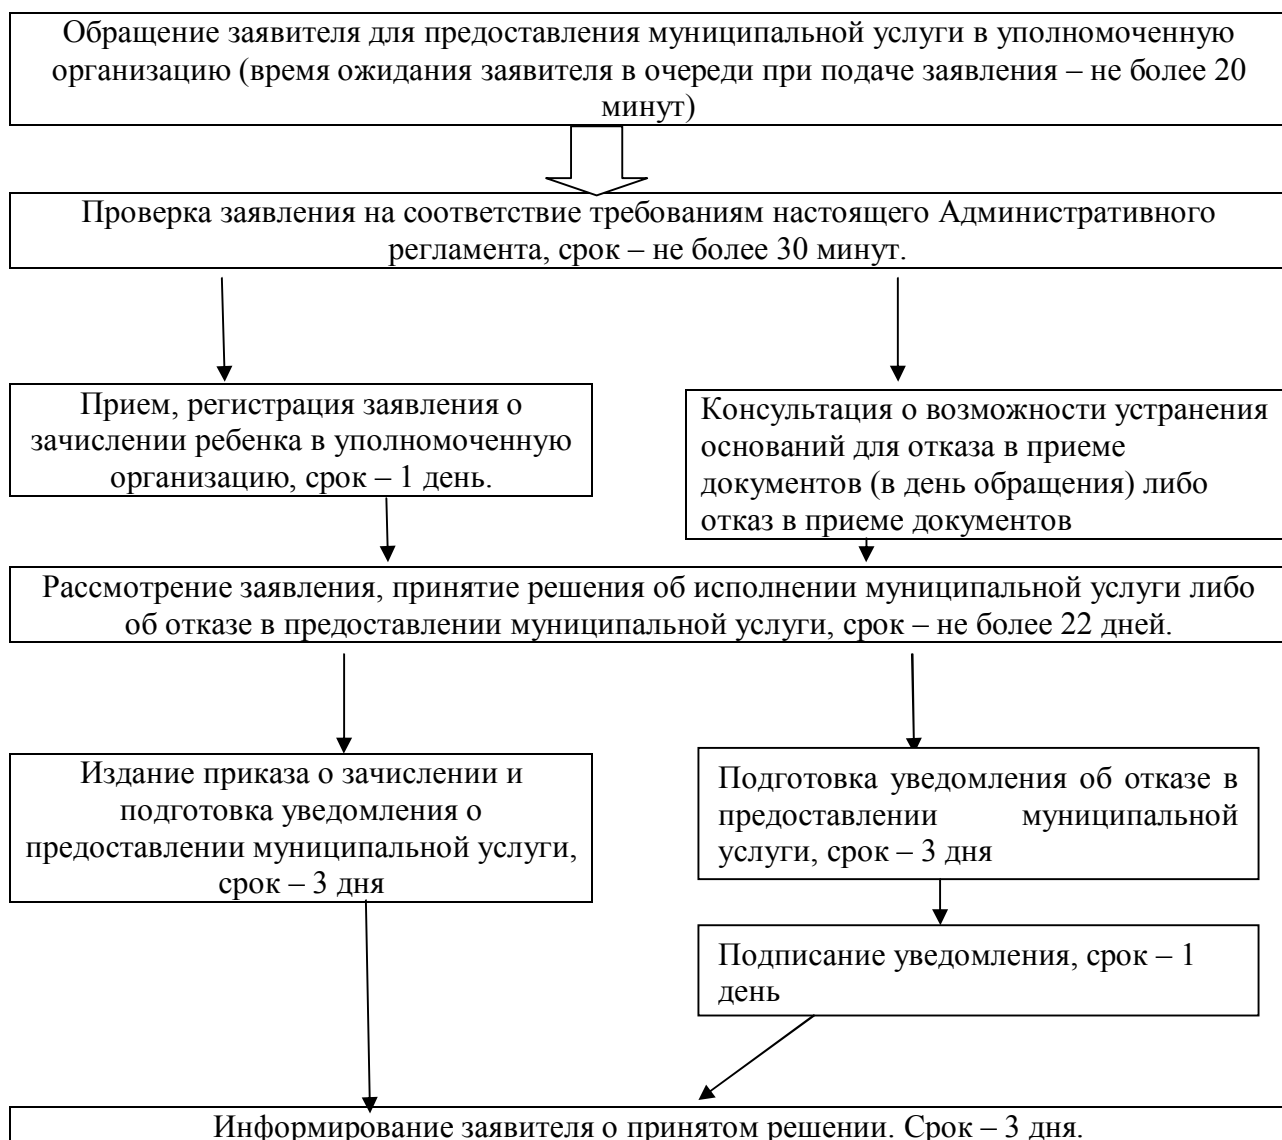 Обращение заявителя для предоставления муниципальной услуги в уполномоченную
организацию (время ожидания заявителя в очереди при подаче заявления – не более 20
минут)
Проверка заявления на соответствие требованиям настоящего Административного
регламента, срок – не более 30 минут.
Прием, регистрация заявления о
зачислении ребенка в уполномоченную
организацию, срок – 1 день.
Консультация о возможности устранения
оснований для отказа в приеме
документов (в день обращения) либо
отказ в приеме документов
Рассмотрение заявления, принятие решения об исполнении муниципальной услуги либо
об отказе в предоставлении муниципальной услуги, срок – не более 22 дней.
Издание приказа о зачислении и
подготовка уведомления о
предоставлении муниципальной услуги,
срок – 3 дня
Подготовка уведомления об отказе в
предоставлении муниципальной
услуги, срок – 3 дня
Подписание уведомления, срок – 1
день
Информирование заявителя о принятом решении. Срок – 3 дня.